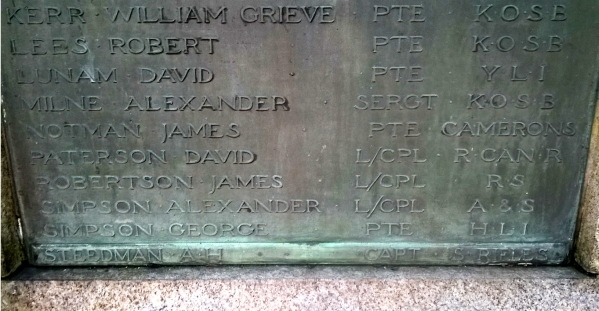 KERR · WILLIAM GRIEVE · PTE · K·O·S·B
LEES · ROBERT · PTE · K·O·S·B
LUNAM · DAVID · PTE · Y·L·I
MILNE · ALEXANDER · SERGT · K·O·S·B
NOTMAN · JAMES · PTE · CAMERONS
PATERSON · DAVID · L/CPL · R·CAN·R
ROBERTSON · JAMES · L/CPL · R·S
SIMPSON · ALEXANDER · L/CPL · A·&·S
SIMPSON · GEORGE · PTE · H·L·I
STEDMAN · A·H · CAPT · S·RIFLES